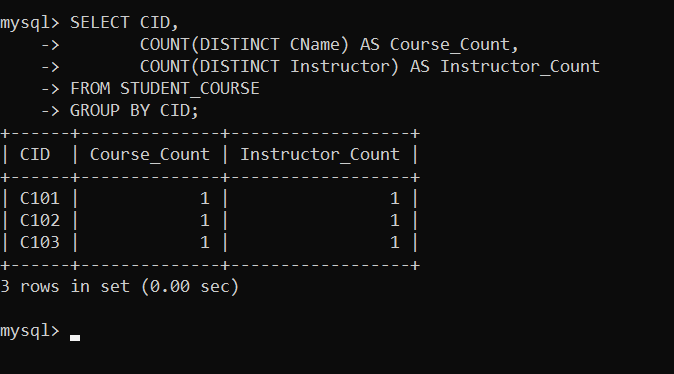 mysql> SELECT CID,
    ->        COUNT(DISTINCT CName) AS Course_Count,
    ->        COUNT(DISTINCT Instructor) AS Instructor_Count
    -> FROM STUDENT_COURSE
    -> GROUP BY CID;
+------+--------------+------------------+
| CID  | Course_Count | Instructor_Count |
+------+--------------+------------------+
| C101 |            1 |                1 |
| C102 |            1 |                1 |
| C103 |            1 |                1 |
+------+--------------+------------------+
3 rows in set (0.00 sec)
mysql>